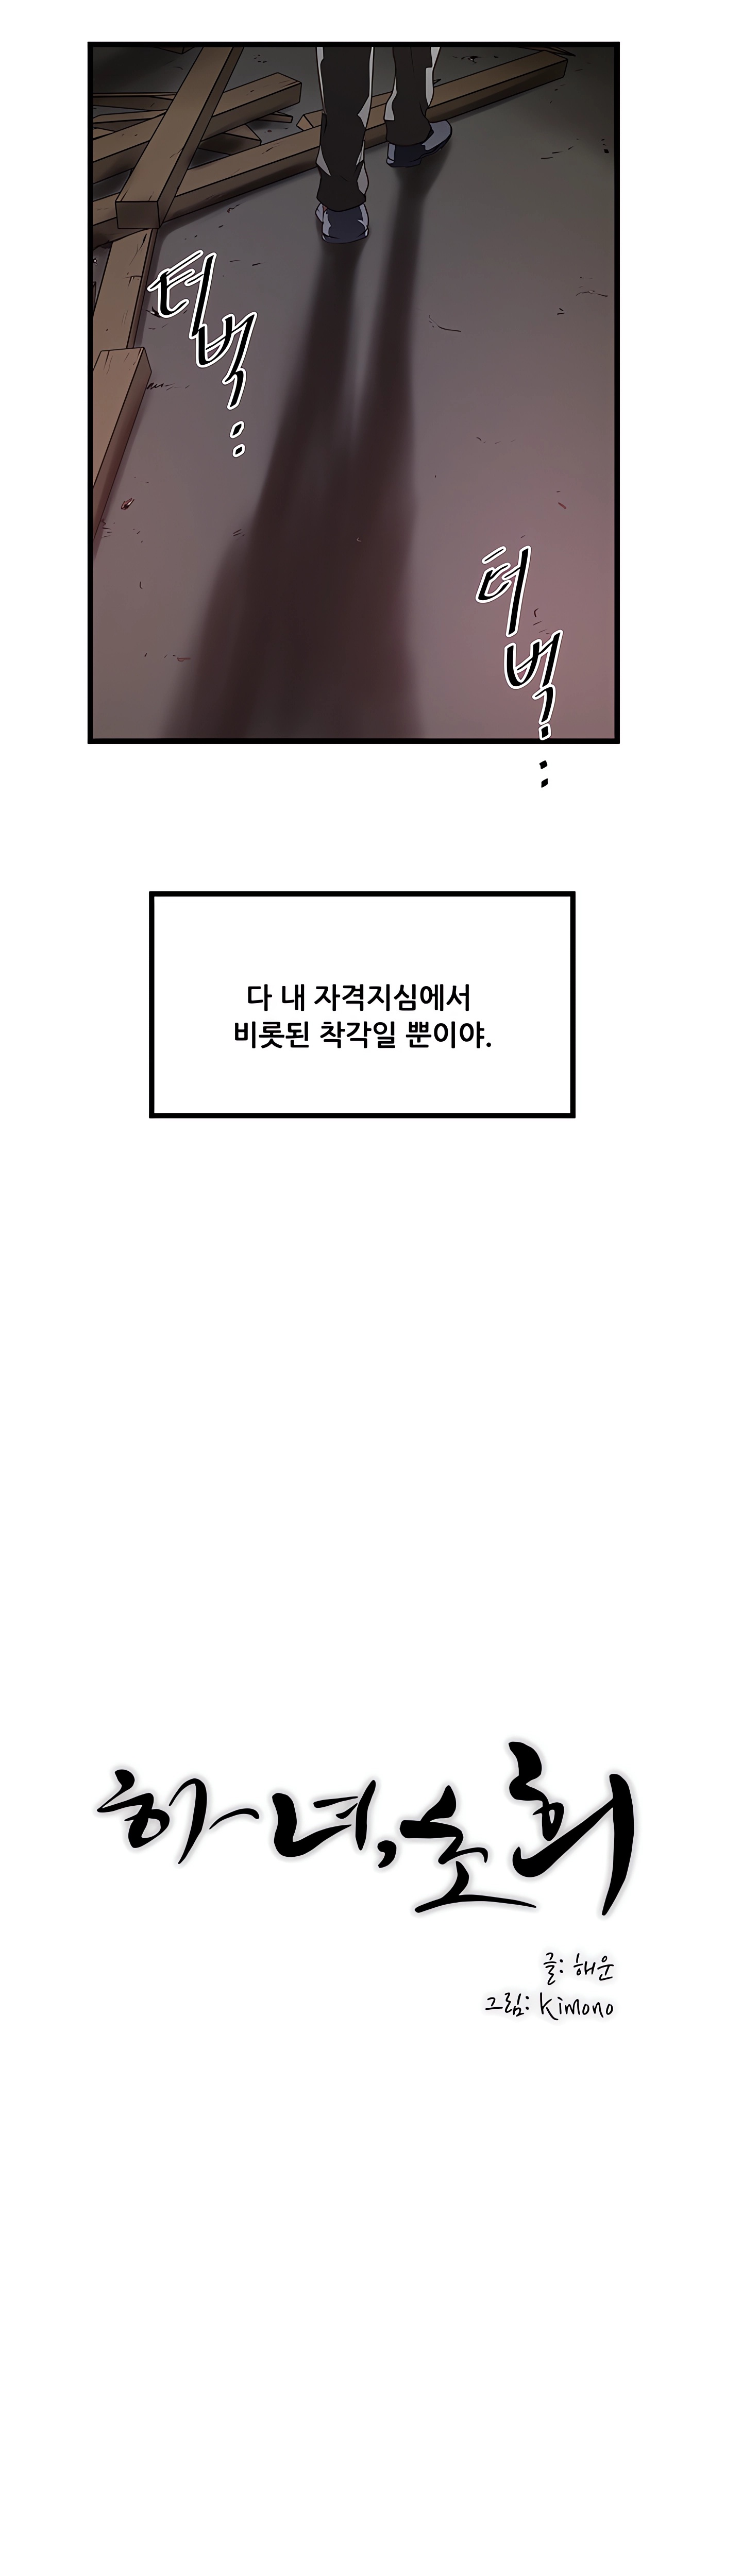 터벅..
터벅...
다 내 자격지심에서
비롯된 착각일 뿐이야.
하녀, 소희
글: 해운
그림: Kimono